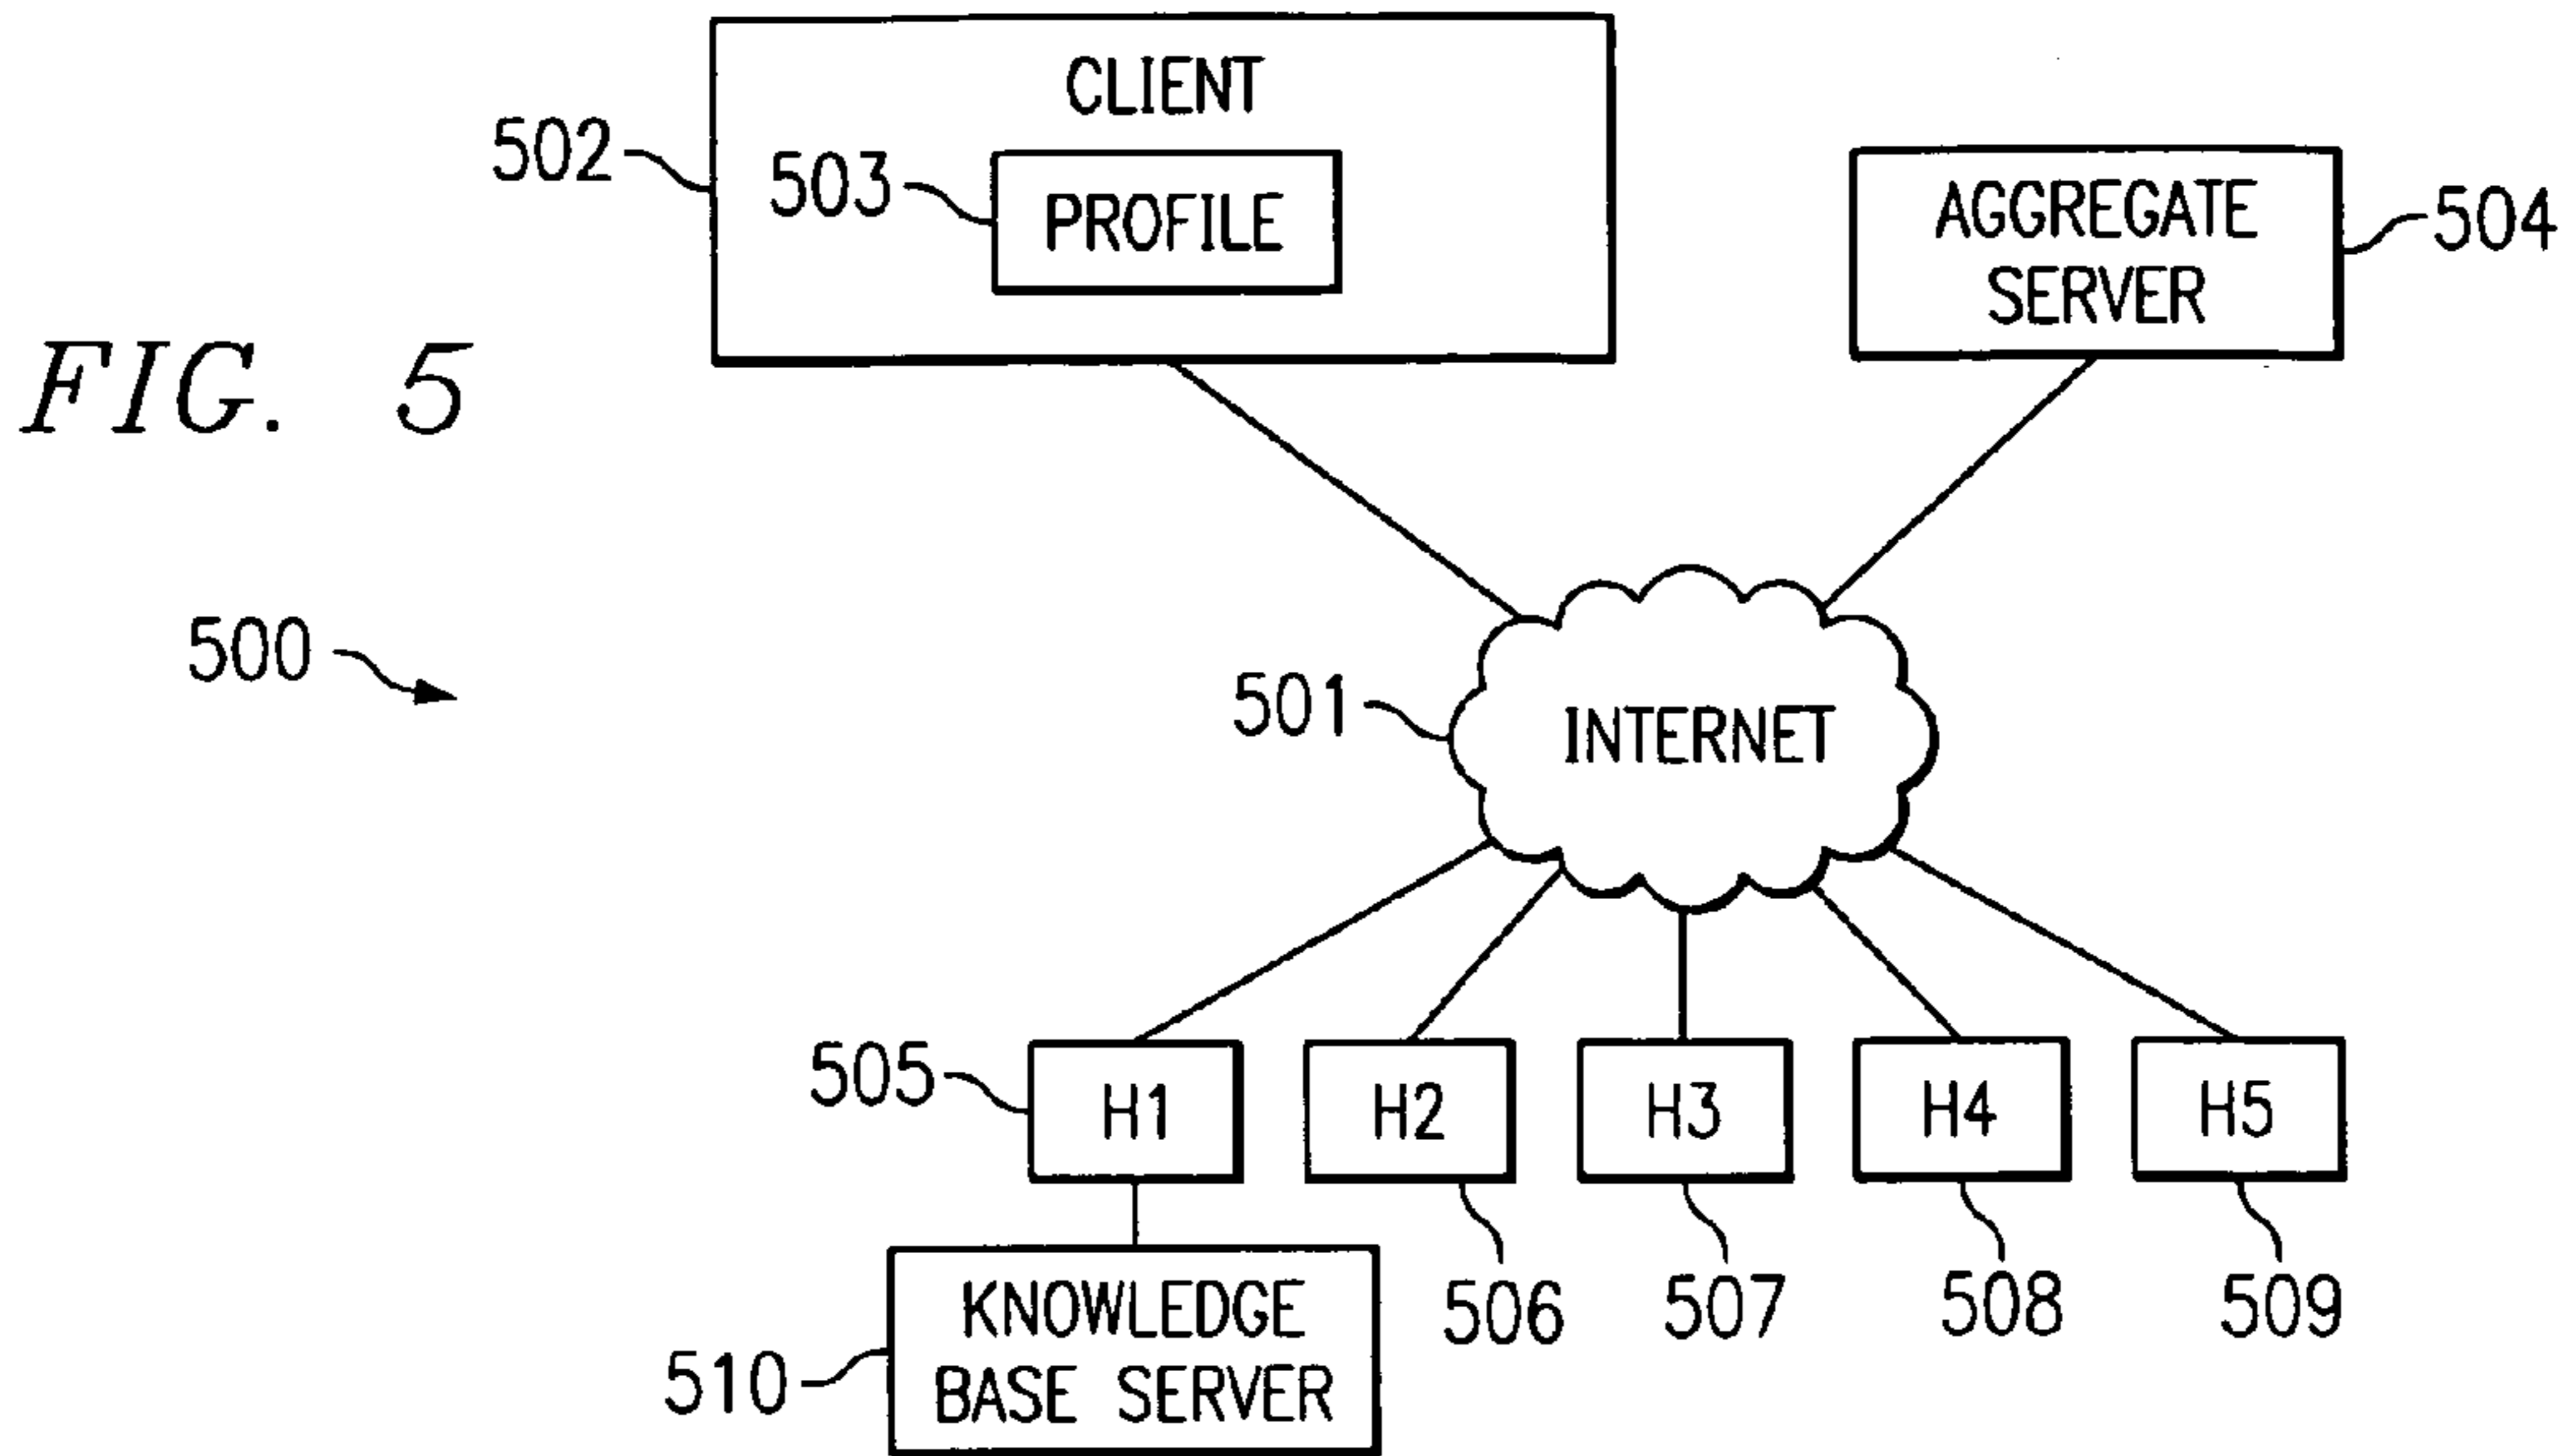 CLIENT
502
503
PROFILE
AGGREGATE
SERVER
504
FIG. 5
500
501
INTERNET
505
H1
H2
H3
H4
H5
506
507
508
509
510
KNOWLEDGE
BASE SERVER